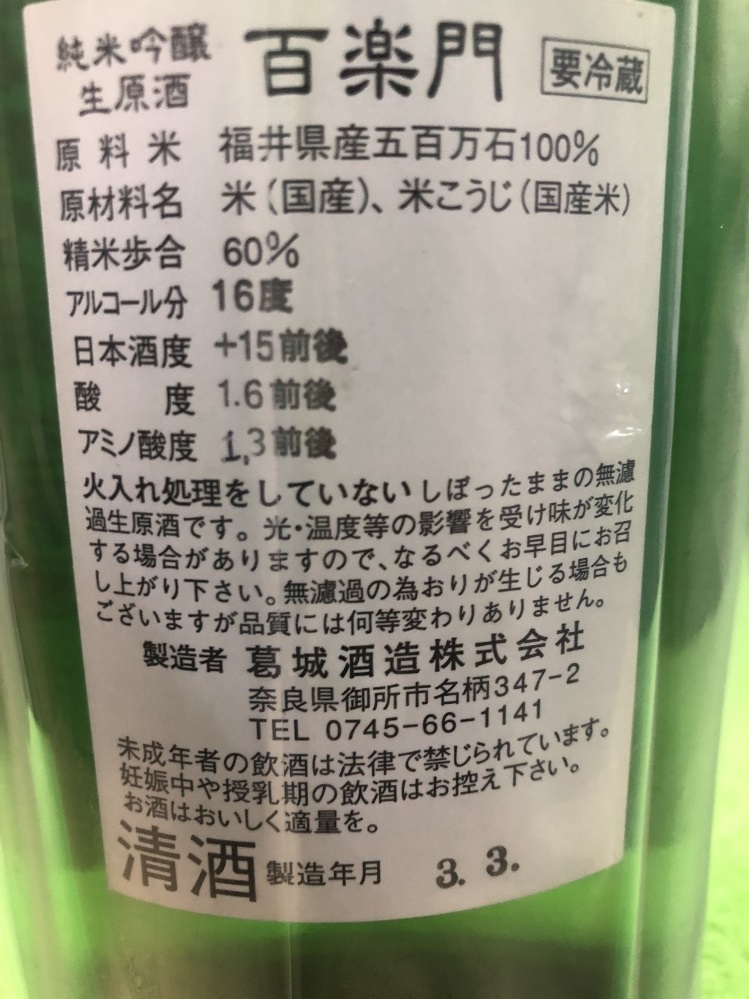 純米吟醸
生原酒
百楽門
要冷蔵
原料米 福井県産五百万石100%
原材料名 米(国産)、米こうじ(国産米)
精米歩合 60%
アルコール分 16度
日本酒度 +15前後
酸度 1.6前後
アミノ酸度 1,3前後
火入れ処理をしていないしぼったままの無濾
過生原酒です。光・温度等の影響を受け味が変化
する場合がありますので、なるべくお早目にお召
し上がり下さい。無濾過の為おりが生じる場合も
ございますが品質には何等変わりありません。
製造者 葛城酒造株式会社
奈良県御所市名柄347-2
TEL 0745-66-1141
未成年者の飲酒は法律で禁じられています。
妊娠中や授乳期の飲酒はお控え下さい。
お酒はおいしく適量を。
清酒 製造年月 3. 3.